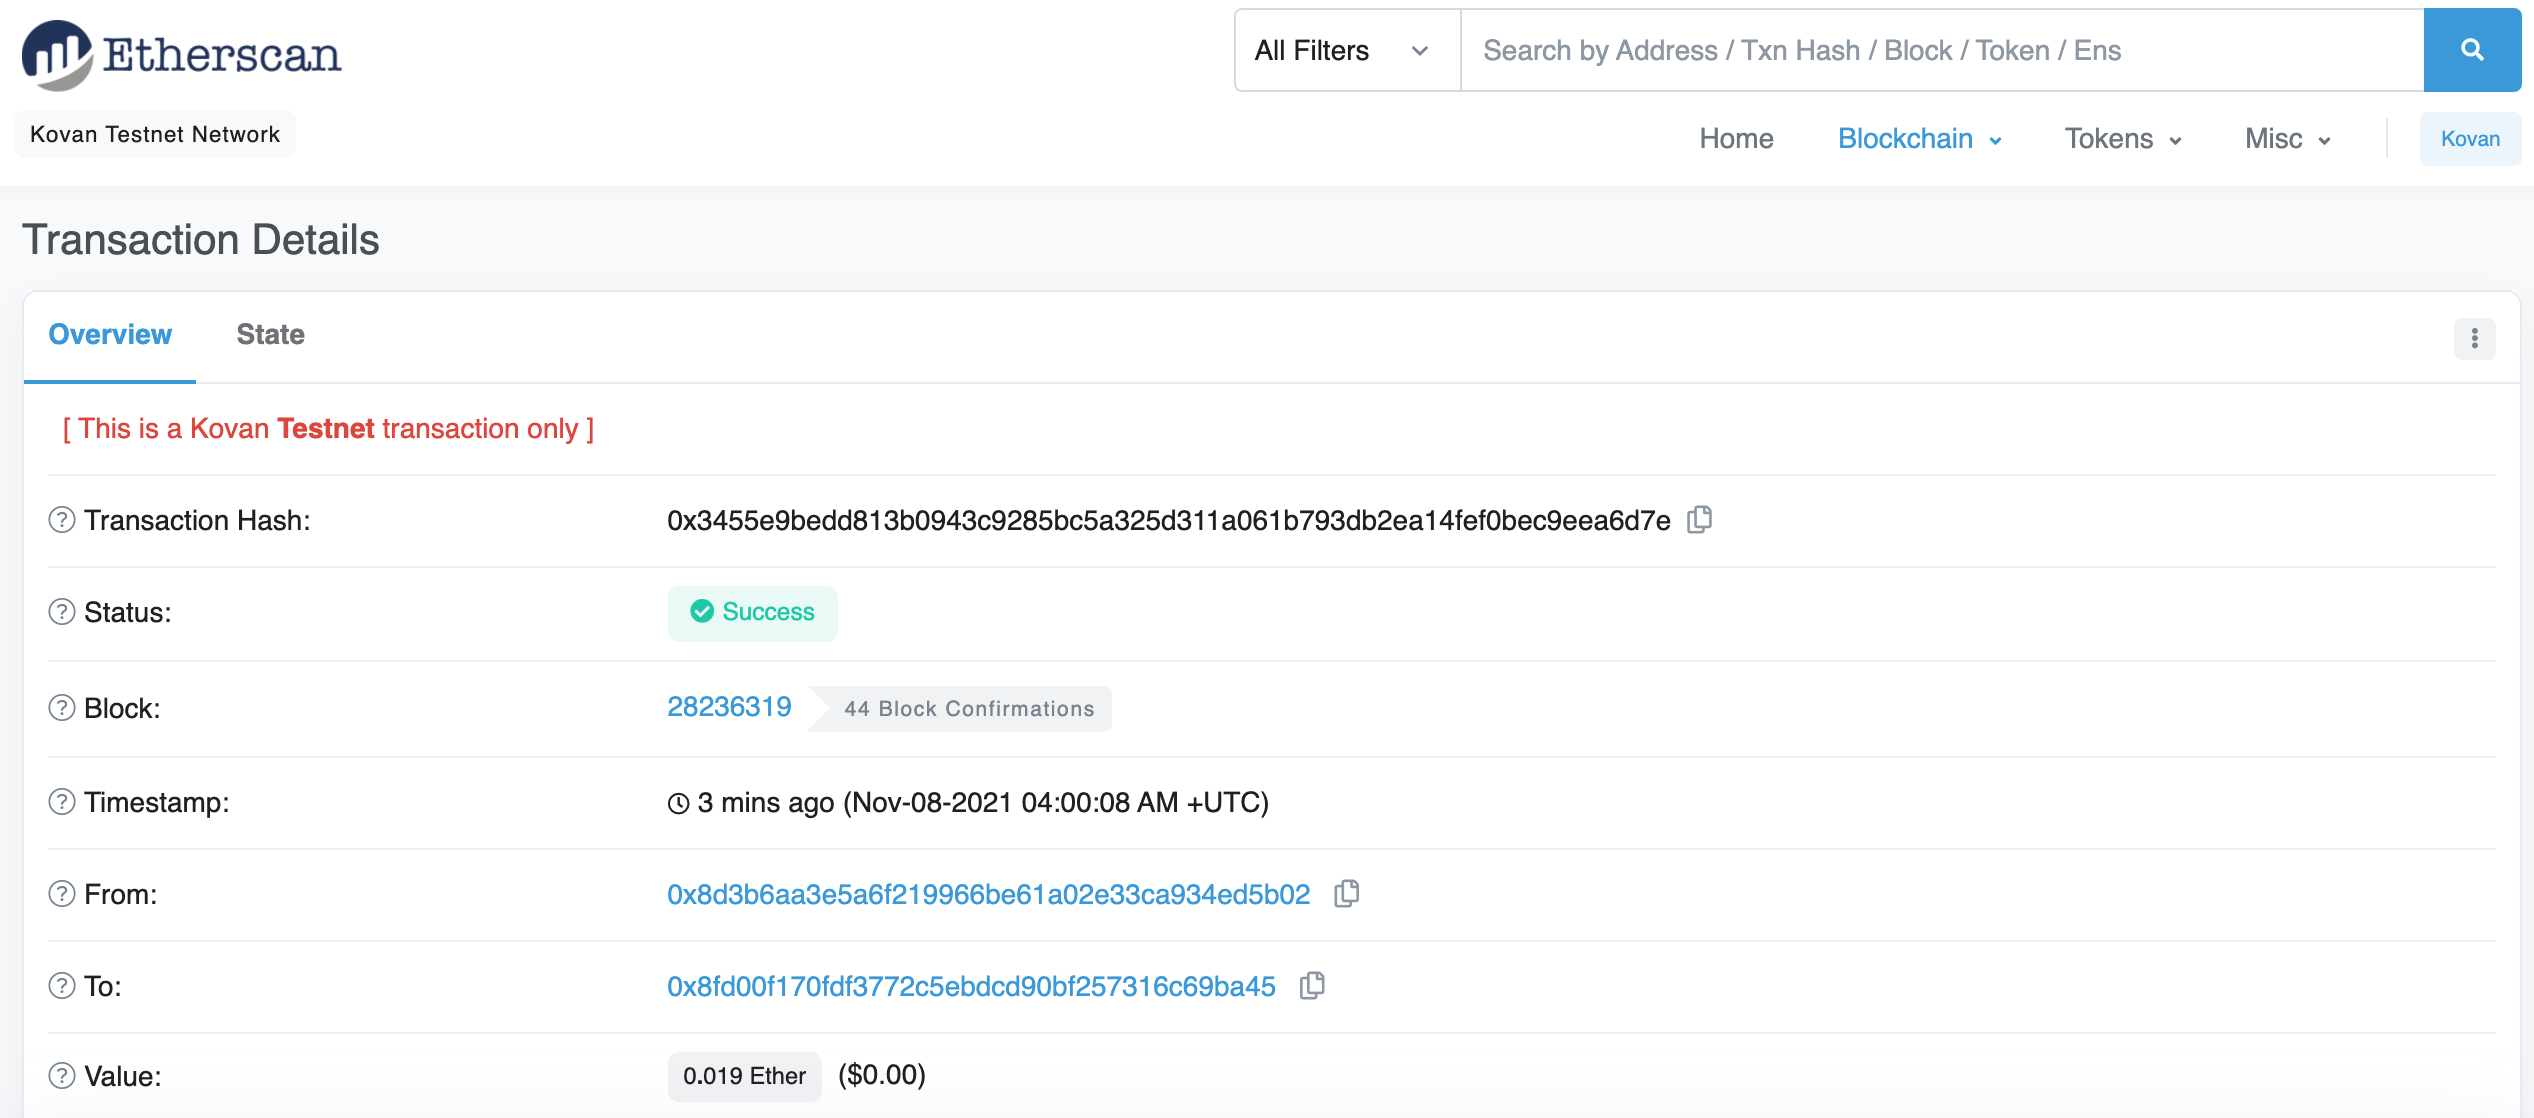 Etherscan
All Filters
Search by Address / Txn Hash / Block / Token / Ens
Kovan Testnet Network
Home Blockchain Tokens Misc Kovan
Transaction Details
Overview State
[ This is a Kovan Testnet transaction only ]
Transaction Hash: 0x3455e9bedd813b0943c9285bc5a325d311a061b793db2ea14fef0bec9eea6d7e
Status: Success
Block: 28236319 44 Block Confirmations
Timestamp: 3 mins ago (Nov-08-2021 04:00:08 AM +UTC)
From: 0x8d3b6aa3e5a6f219966be61a02e33ca934ed5b02
To: 0x8fd00f170fdf3772c5ebdcd90bf257316c69ba45
Value: 0.019 Ether ($0.00)